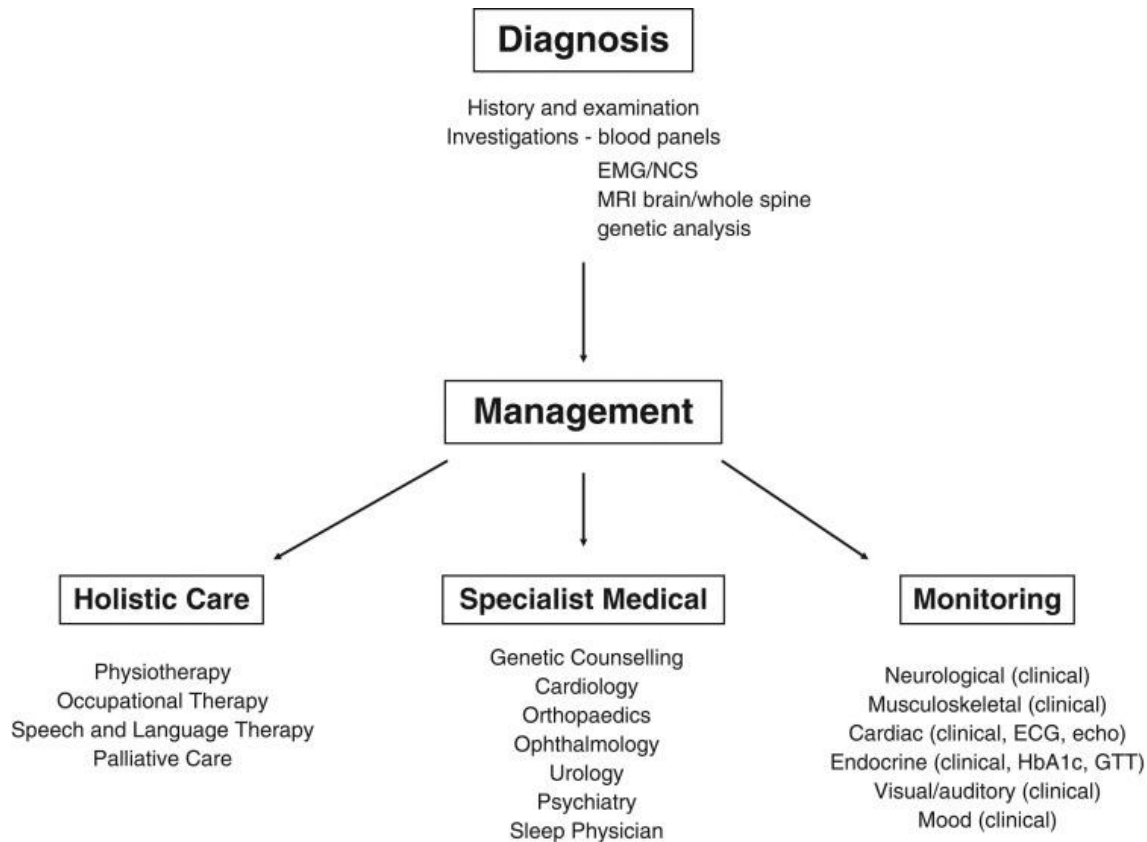 Diagnosis
History and examination
Investigations - blood panels
EMG/NCS
MRI brain/whole spine
genetic analysis
Management
Holistic Care
Physiotherapy
Occupational Therapy
Speech and Language Therapy
Palliative Care
Specialist Medical
Genetic Counselling
Cardiology
Orthopaedics
Ophthalmology
Urology
Psychiatry
Sleep Physician
Monitoring
Neurological (clinical)
Musculoskeletal (clinical)
Cardiac (clinical, ECG, echo)
Endocrine (clinical, HbA1c, GTT)
Visual/auditory (clinical)
Mood (clinical)